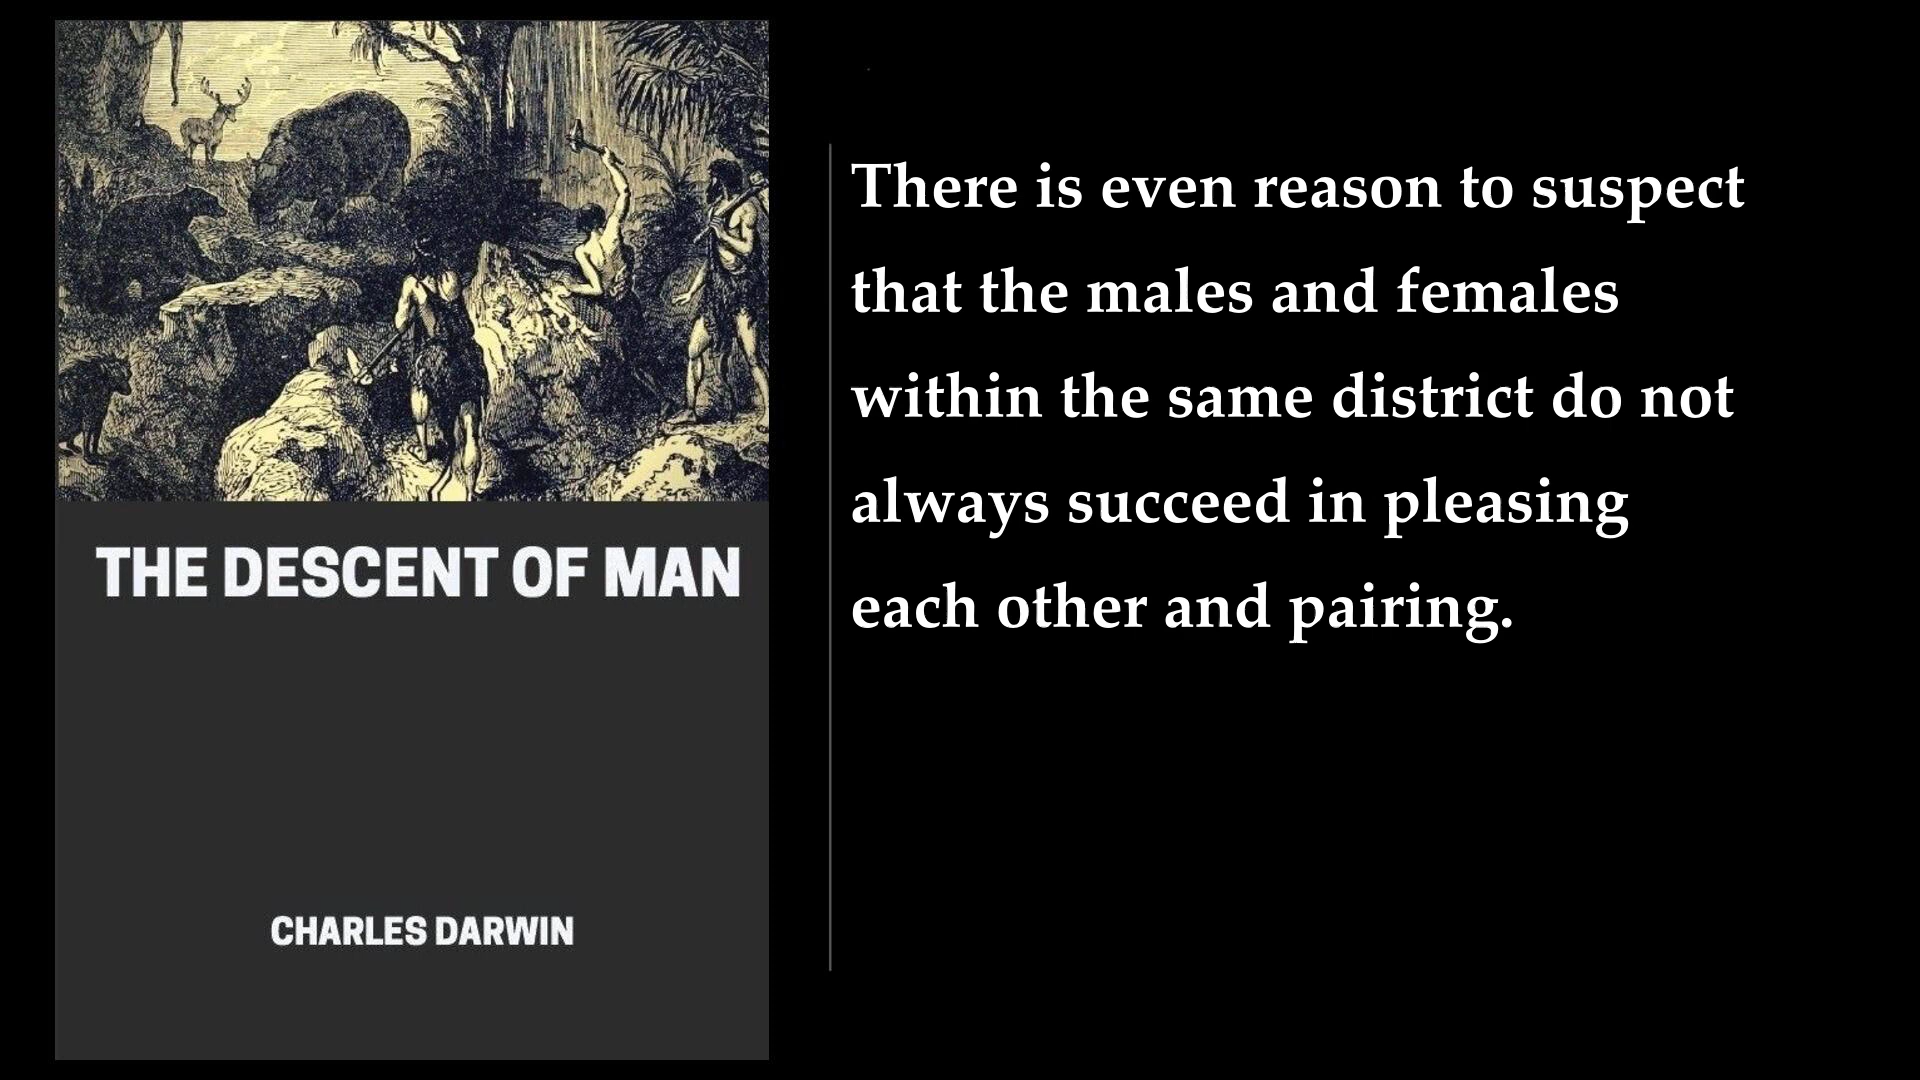 THE DESCENT OF MAN
CHARLES DARWIN
There is even reason to suspect
that the males and females
within the same district do not
always succeed in pleasing
each other and pairing.